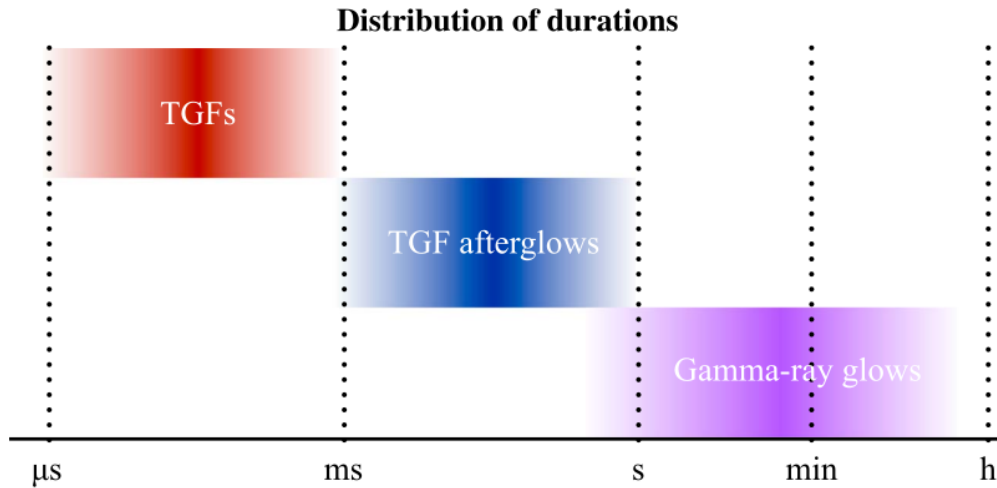 Distribution of durations
TGFs
TGF afterglows
Gamma-ray glows
μs ms s min h